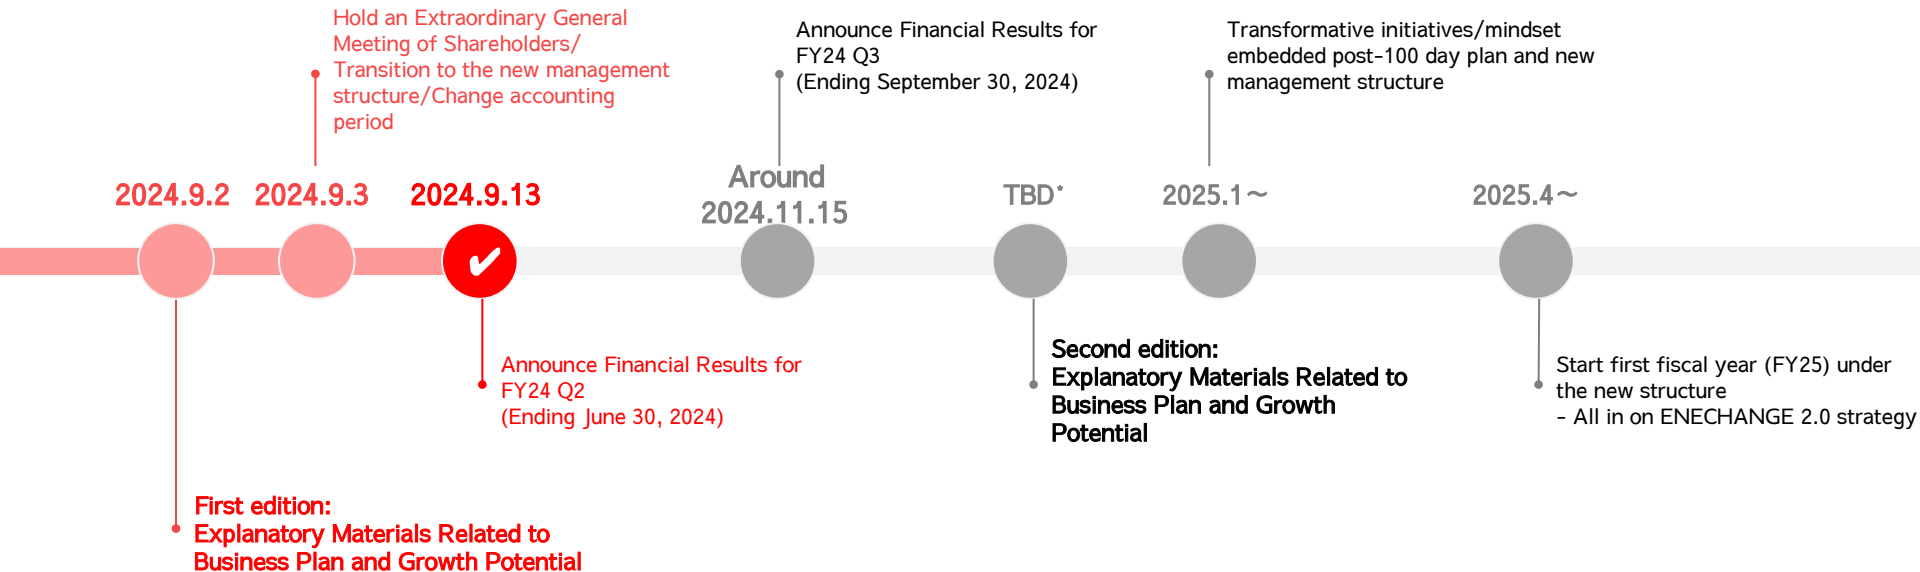 Hold an Extraordinary General
Meeting of Shareholders/
Transition to the new management
structure/Change accounting
period
Announce Financial Results for
FY24 Q3
(Ending September 30, 2024)
Transformative initiatives/mindset
embedded post-100 day plan and new
management structure
2024.9.2
2024.9.3
2024.9.13
Around
2024.11.15
TBD*
2025.1～
2025.4～
Announce Financial Results for
FY24 Q2
(Ending June 30, 2024)
Second edition:
Explanatory Materials Related to
Business Plan and Growth
Potential
Start first fiscal year (FY25) under
the new structure
- All in on ENECHANGE 2.0 strategy
First edition:
Explanatory Materials Related to
Business Plan and Growth Potential